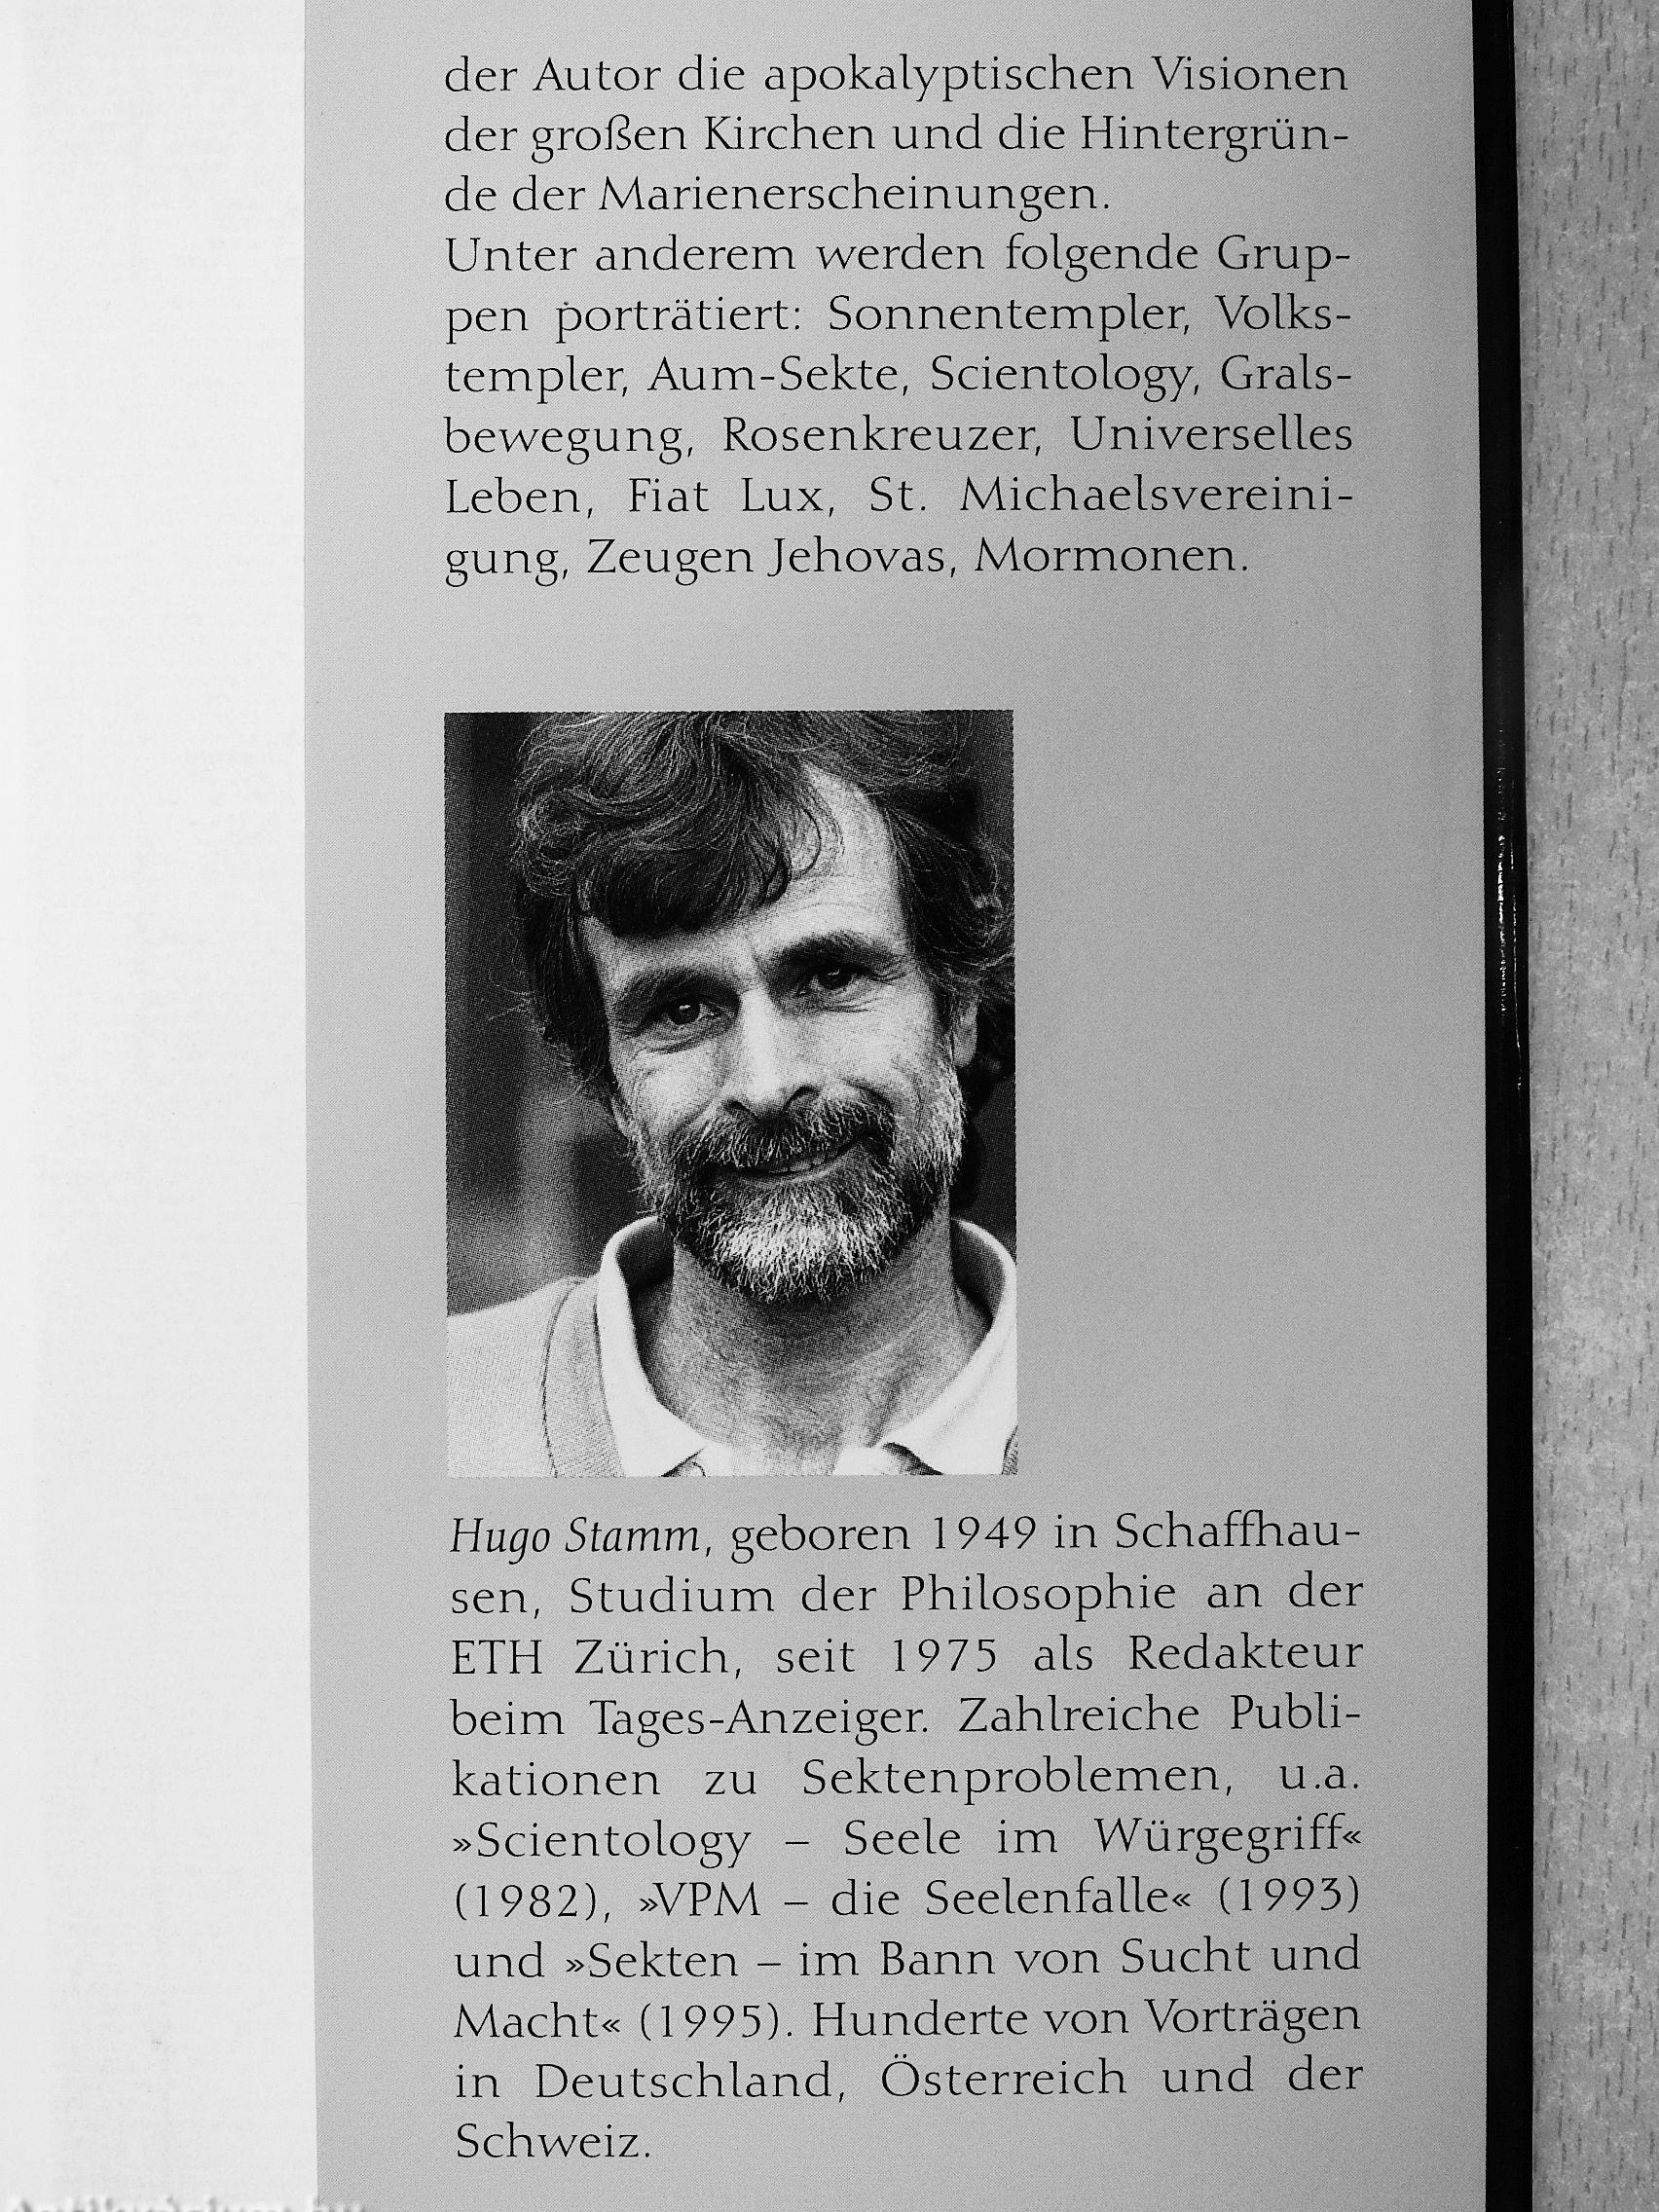 der Autor die apokalyptischen Visionen
der großen Kirchen und die Hintergrün-
de der Marienerscheinungen.
Unter anderem werden folgende Grup-
pen porträtiert: Sonnentempler, Volks-
templer, Aum-Sekte, Scientology, Grals-
bewegung, Rosenkreuzer, Universelles
Leben, Fiat Lux, St. Michaelsvereini-
gung, Zeugen Jehovas, Mormonen.
Hugo Stamm, geboren 1949 in Schaffhau-
sen, Studium der Philosophie an der
ETH Zürich, seit 1975 als Redakteur
beim Tages-Anzeiger. Zahlreiche Publi-
kationen zu Sektenproblemen, u.a.
»Scientology – Seele im Würgegriff«
(1982), »VPM – die Seelenfalle« (1993)
und »Sekten – im Bann von Sucht und
Macht« (1995). Hunderte von Vorträgen
in Deutschland, Österreich und der
Schweiz.